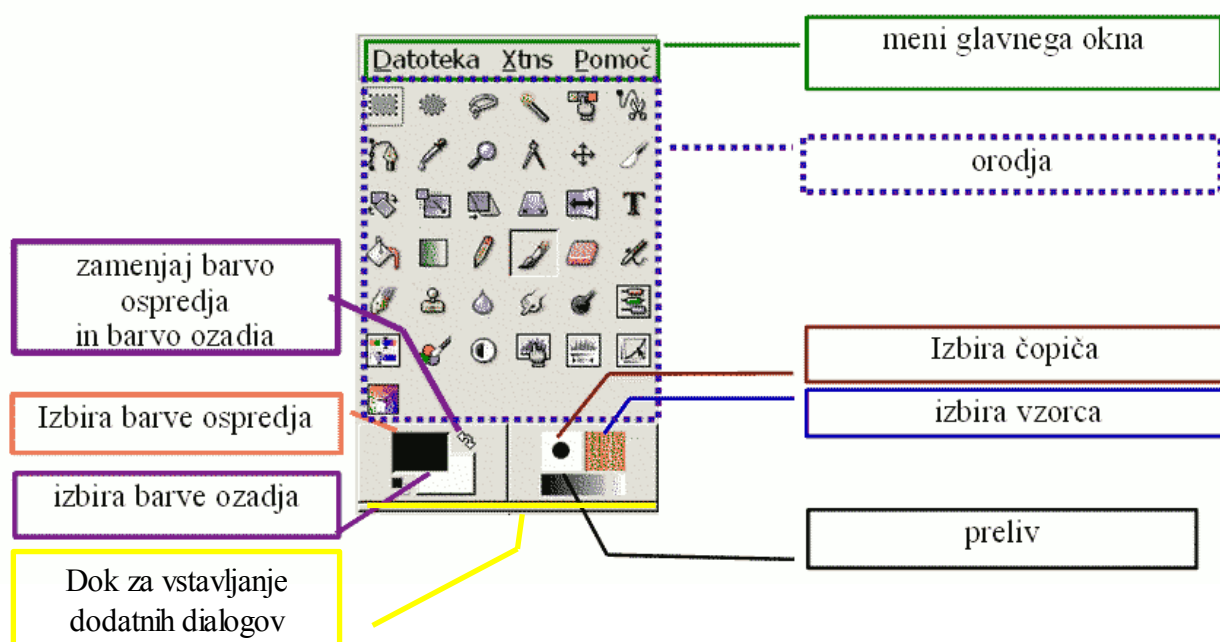 meni glavnega okna
Datoteka Xtns Pomoč
orodja
zamenjaj barvo
ospredja
in barvo ozadja
Izbira čopiča
Izbira barve ospredja
izbira vzorca
izbira barve ozadja
preliv
Dok za vstavljanje
dodatnih dialogov